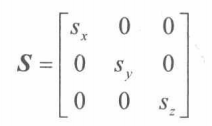 S = [ s_x 0 0
0 s_y 0
0 0 s_z ]